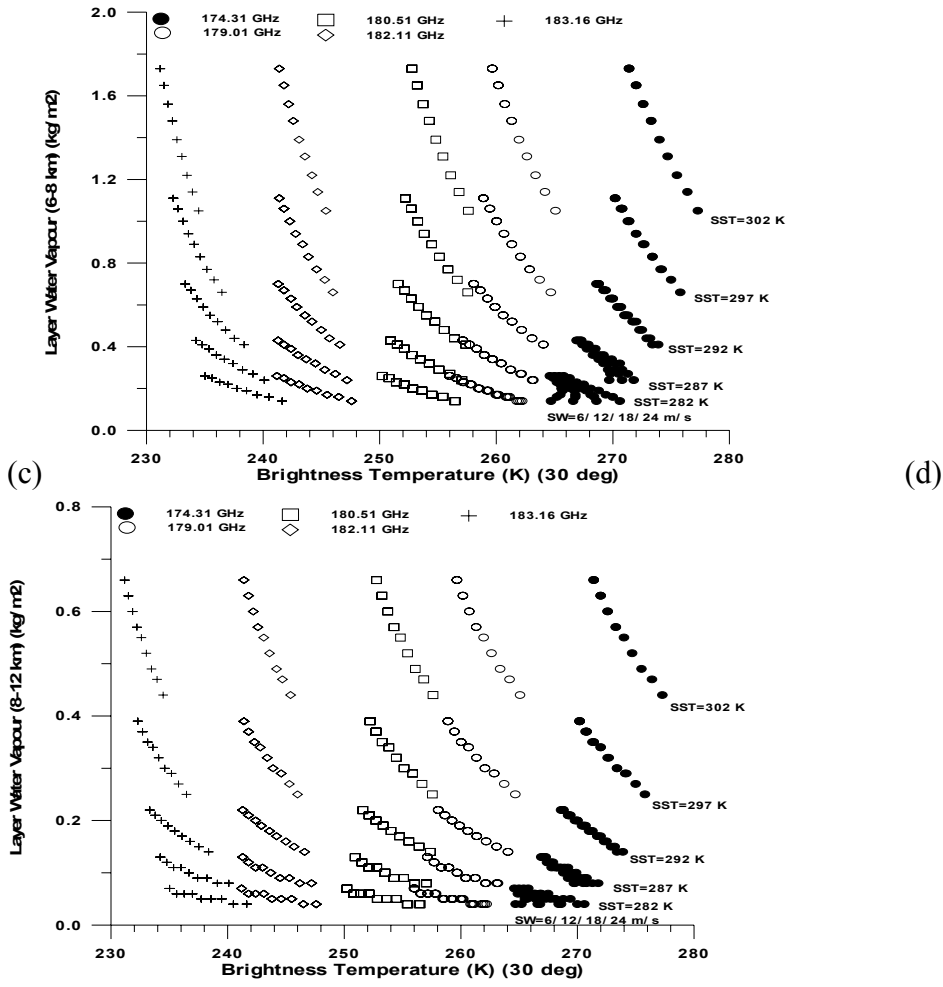 174.31 GHz 180.51 GHz 183.16 GHz
179.01 GHz 182.11 GHz
2.0
1.6
1.2
0.8
0.4
0.0
Layer Water Vapour (6-8 km) (kg/m2)
SST=302 K
SST=297 K
SST=292 K
SST=287 K
SST=282 K
SW=6/ 12/ 18/ 24 m/ s
230 240 250 260 270 280
Brightness Temperature (K) (30 deg)
(c) (d)
174.31 GHz 180.51 GHz 183.16 GHz
179.01 GHz 182.11 GHz
0.8
0.6
0.4
0.2
0.0
Layer Water Vapour (8-12 km) (kg/m2)
SST=302 K
SST=297 K
SST=292 K
SST=287 K
SST=282 K
SW=6/ 12/ 18/ 24 m/ s
230 240 250 260 270 280
Brightness Temperature (K) (30 deg)